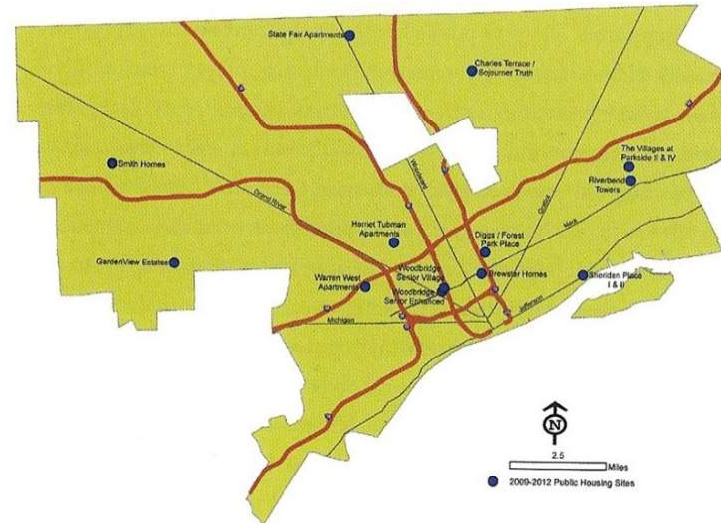 State Fair Apartments
Charles Terrace /
Sojourner Truth
Smith Homes
The Villages at
Parkside II & IV
Riverbend
Towers
Grand River
Woodward
Gratiot
Harriet Tubman
Apartments
Mack
Diggs / Forest
Park Place
GardenView Estates
Warren West
Apartments
Woodbridge
Senior Village
Woodbridge
Senior Enhanced
Brewster Homes
Sheridan Place
I & II
Michigan
Jefferson
N
2.5
Miles
2009-2012 Public Housing Sites